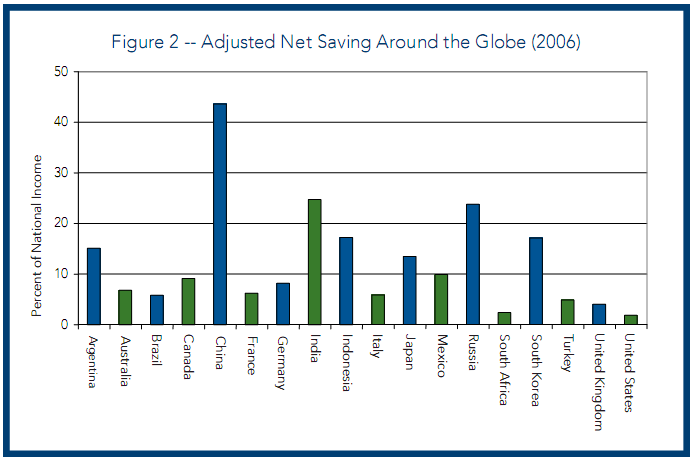 Figure 2 -- Adjusted Net Saving Around the Globe (2006)
Percent of National Income
50
40
30
20
10
0
Argentina
Australia
Brazil
Canada
China
France
Germany
India
Indonesia
Italy
Japan
Mexico
Russia
South Africa
South Korea
Turkey
United Kingdom
United States